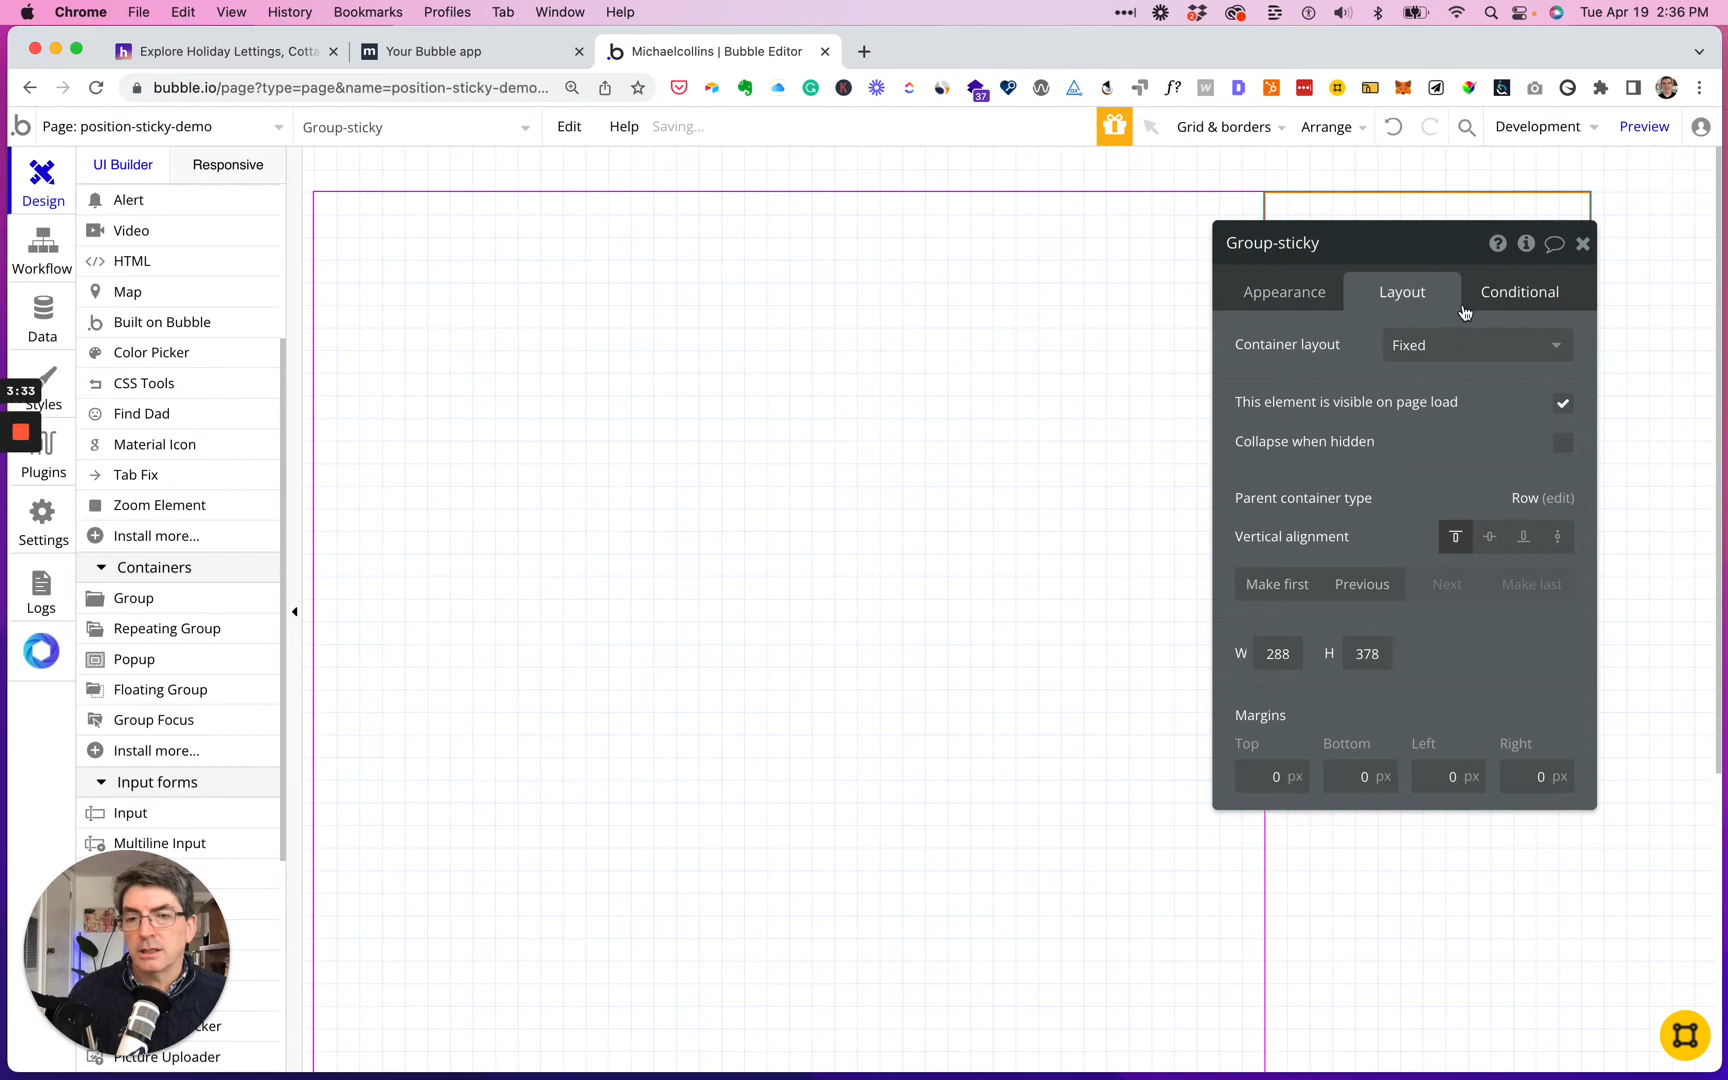 Chrome File Edit View History Bookmarks Profiles Tab Window Help Tue Apr 19 2:36 PM
Explore Holiday Lettings, Cotta
Your Bubble app
Michaelcollins | Bubble Editor
bubble.io/page?type=page&name=position-sticky-demo...
37
Page: position-sticky-demo
Group-sticky
Edit
Help
Saving...
Grid & borders
Arrange
Development
Preview
Design
Workflow
Data
Styles
Plugins
Settings
Logs
3:33
UI Builder
Responsive
Alert
Video
HTML
Map
Built on Bubble
Color Picker
CSS Tools
Find Dad
Material Icon
Tab Fix
Zoom Element
Install more...
Containers
Group
Repeating Group
Popup
Floating Group
Group Focus
Install more...
Input forms
Input
Multiline Input
cker
Picture Uploader
Group-sticky
Appearance
Layout
Conditional
Container layout
Fixed
This element is visible on page load
Collapse when hidden
Parent container type
Row (edit)
Vertical alignment
Make first
Previous
Next
Make last
W 288 H 378
Margins
Top Bottom Left Right
0 px 0 px 0 px 0 px